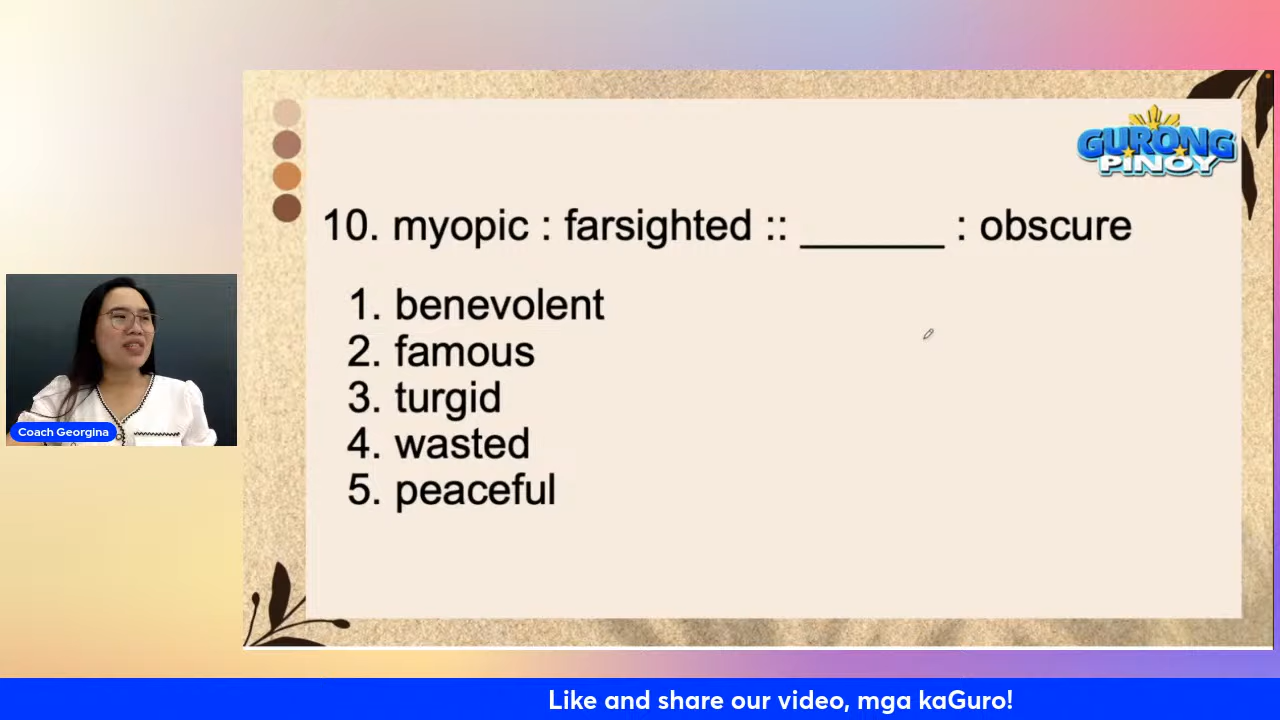 GURONG
PINOY
10. myopic : farsighted :: ______ : obscure
1. benevolent
2. famous
3. turgid
4. wasted
5. peaceful
Coach Georgina
Like and share our video, mga kaGuro!